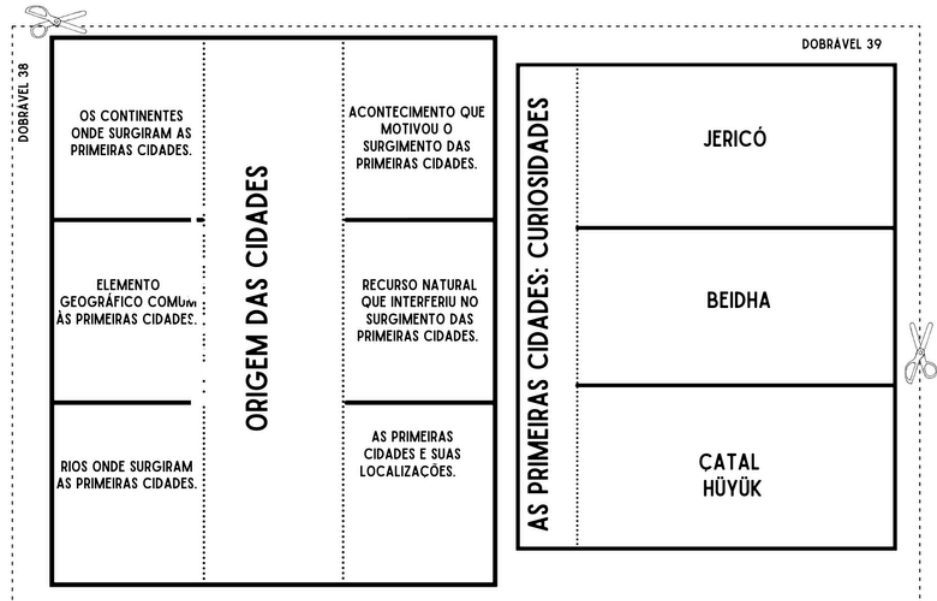 DOBRÁVEL 38
OS CONTINENTES
ONDE SURGIRAM AS
PRIMEIRAS CIDADES.
ELEMENTO
GEOGRÁFICO COMUM
ÀS PRIMEIRAS CIDADES.
RIOS ONDE SURGIRAM
AS PRIMEIRAS CIDADES.
ORIGEM DAS CIDADES
ACONTECIMENTO QUE
MOTIVOU O
SURGIMENTO DAS
PRIMEIRAS CIDADES.
RECURSO NATURAL
QUE INTERFERIU NO
SURGIMENTO DAS
PRIMEIRAS CIDADES.
AS PRIMEIRAS
CIDADES E SUAS
LOCALIZAÇÕES.
DOBRÁVEL 39
AS PRIMEIRAS CIDADES: CURIOSIDADES
JERICÓ
BEIDHA
ÇATAL
HÜYÜK